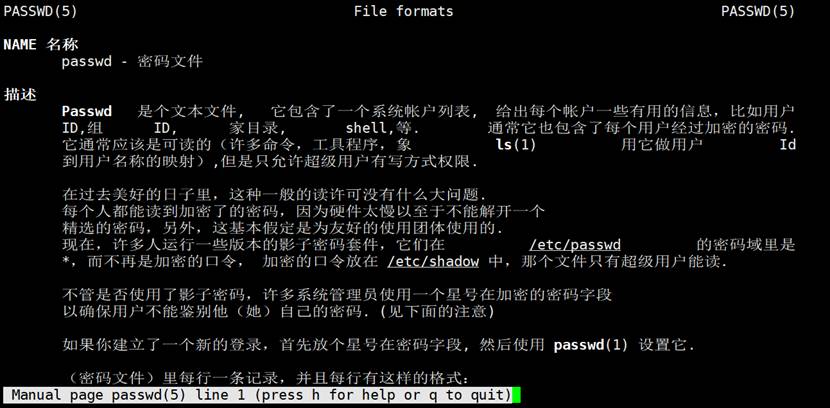 PASSWD(5) File formats PASSWD(5)
NAME 名称
passwd - 密码文件
描述
Passwd 是个文本文件, 它包含了一个系统帐户列表, 给出每个帐户一些有用的信息，比如用户
ID,组 ID, 家目录, shell,等. 通常它也包含了每个用户经过加密的密码.
它通常应该是可读的（许多命令，工具程序，象 ls(1) 用它做用户 Id
到用户名称的映射）,但是只允许超级用户有写方式权限.
在过去美好的日子里，这种一般的读许可没有什么大问题.
每个人都能读到加密了的密码，因为硬件太慢以至于不能解开一个
精选的密码，另外，这基本假定是为友好的使用团体使用的.
现在，许多人运行一些版本的影子密码套件，它们在 /etc/passwd 的密码域里是
*，而不再是加密的口令， 加密的口令放在 /etc/shadow 中，那个文件只有超级用户能读.
不管是否使用了影子密码，许多系统管理员使用一个星号在加密的密码字段
以确保用户不能鉴别他（她）自己的密码. (见下面的注意)
如果你建立了一个新的登录，首先放个星号在密码字段, 然后使用 passwd(1) 设置它.
（密码文件）里每行一条记录，并且每行有这样的格式：
Manual page passwd(5) line 1 (press h for help or q to quit)